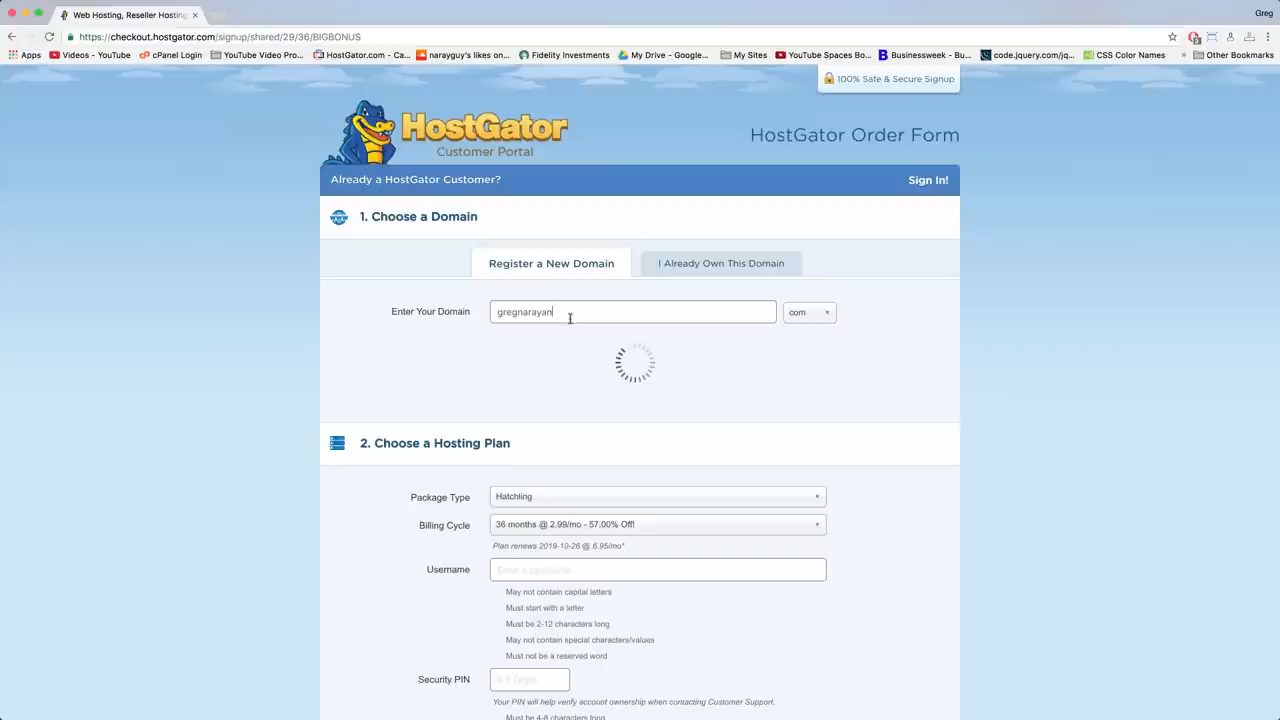 Web Hosting, Reseller Hosting
Greg
https://checkout.hostgator.com/signup/shared/29/36/BIGBONUS
Apps Videos - YouTube cPanel Login YouTube Video Pro... HostGator.com - Ca... narayguy's likes on... Fidelity Investments My Drive - Google... My Sites YouTube Spaces Bo... Businessweek - Bu... code.jquery.com/jq... CSS Color Names » Other Bookmarks
100% Safe & Secure Signup
HostGator
Customer Portal
HostGator Order Form
Already a HostGator Customer? Sign In!
1. Choose a Domain
Register a New Domain I Already Own This Domain
Enter Your Domain gregnarayan com
2. Choose a Hosting Plan
Package Type Hatchling
Billing Cycle 36 months @ 2.99/mo - 57.00% Off!
Plan renews 2019-10-26 @ 6.95/mo*
Username Enter a username
May not contain capital letters
Must start with a letter
Must be 2-12 characters long
May not contain special characters/values
Must not be a reserved word
Security PIN 4-8 Digits
Your PIN will help verify account ownership when contacting Customer Support.
Must be 4-8 characters long